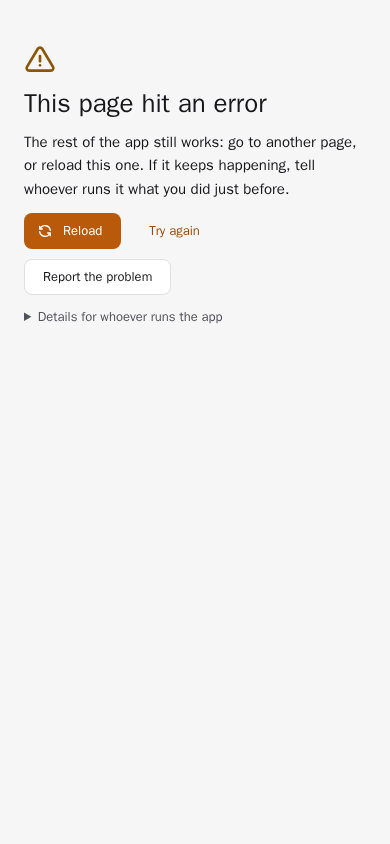 This page hit an error
The rest of the app still works: go to another page,
or reload this one. If it keeps happening, tell
whoever runs it what you did just before.
Reload
Try again
Report the problem
Details for whoever runs the app